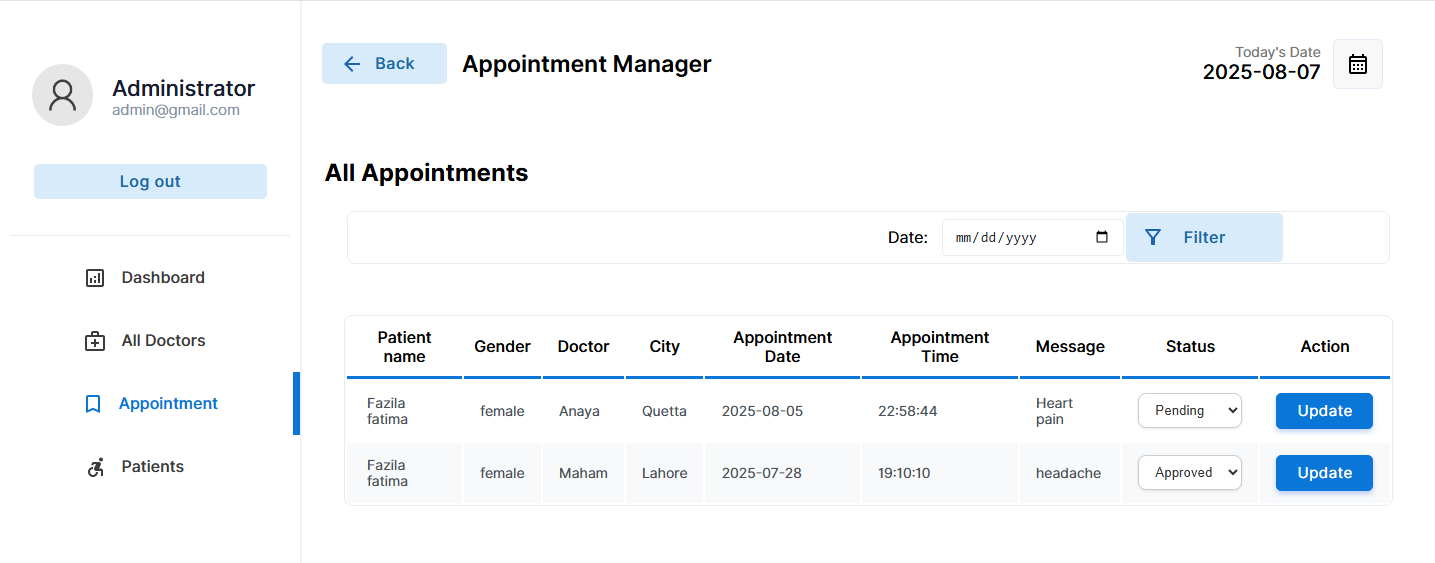 Administrator
admin@gmail.com
Log out
Dashboard
All Doctors
Appointment
Patients
Back
Appointment Manager
Today's Date
2025-08-07
All Appointments
Date: mm/dd/yyyy Filter
Patient name Gender Doctor City Appointment Date Appointment Time Message Status Action
Fazila fatima female Anaya Quetta 2025-08-05 22:58:44 Heart pain Pending Update
Fazila fatima female Maham Lahore 2025-07-28 19:10:10 headache Approved Update